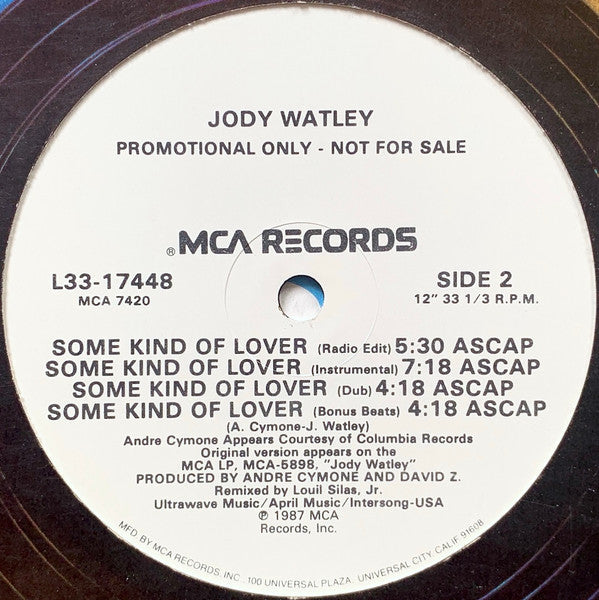 JODY WATLEY
PROMOTIONAL ONLY - NOT FOR SALE
® MCA RECORDS
L33-17448 SIDE 2
MCA 7420 12" 33 1/3 R.P.M.
SOME KIND OF LOVER (Radio Edit) 5:30 ASCAP
SOME KIND OF LOVER (Instrumental) 7:18 ASCAP
SOME KIND OF LOVER (Dub) 4:18 ASCAP
SOME KIND OF LOVER (Bonus Beats) 4:18 ASCAP
(A. Cymone-J. Watley)
Andre Cymone Appears Courtesy of Columbia Records
Original version appears on the
MCA LP, MCA-5898, "Jody Watley"
PRODUCED BY ANDRE CYMONE AND DAVID Z.
Remixed by Louil Silas, Jr.
Ultrawave Music/April Music/Intersong-USA
℗ 1987 MCA
Records, Inc.
MFD. BY MCA RECORDS, INC., 100 UNIVERSAL PLAZA, UNIVERSAL CITY, CALIF. 91608